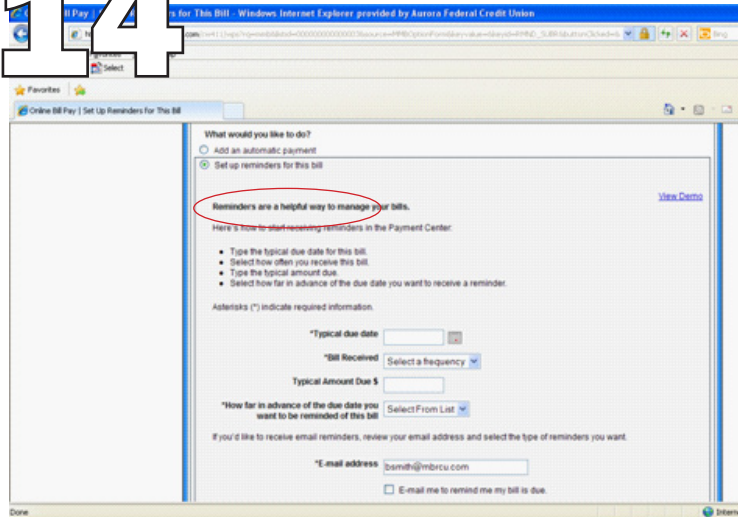 14
for This Bill - Windows Internet Explorer provided by Aurora Federal Credit Union
Bing
Select
Favorites
Online Bill Pay | Set Up Reminders for This Bill
What would you like to do?
Add an automatic payment
Set up reminders for this bill
View Demo
Reminders are a helpful way to manage your bills.
Here's how to start receiving reminders in the Payment Center:
Type the typical due date for this bill.
Select how often you receive this bill.
Type the typical amount due.
Select how far in advance of the due date you want to receive a reminder.
Asterisks (*) indicate required information.
*Typical due date
*Bill Received Select a frequency
Typical Amount Due $
*How far in advance of the due date you
want to be reminded of this bill Select From List
If you'd like to receive email reminders, review your email address and select the type of reminders you want.
*E-mail address bsmith@mbrcu.com
E-mail me to remind me my bill is due.
Done
Intern